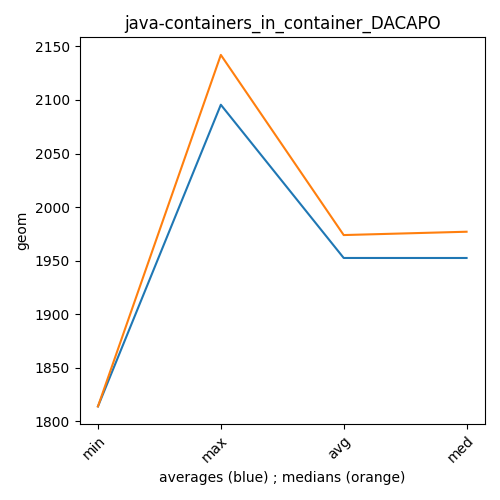 java-containers_in_container_DACAPO
2150
2100
2050
2000
1950
1900
1850
1800
geom
min
max
avg
med
averages (blue) ; medians (orange)